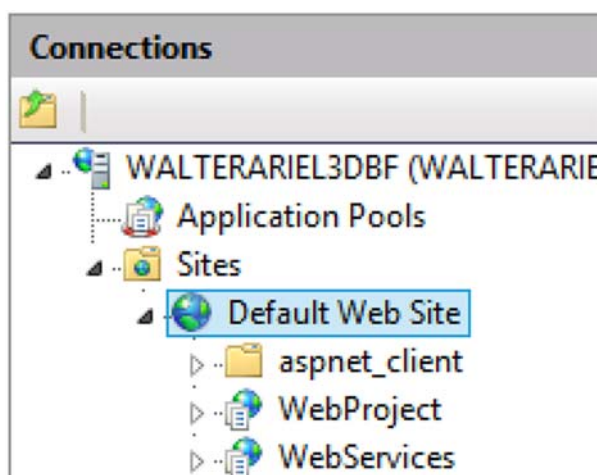 Connections
WALTERARIEL3DBF (WALTERARIE
Application Pools
Sites
Default Web Site
aspnet_client
WebProject
WebServices